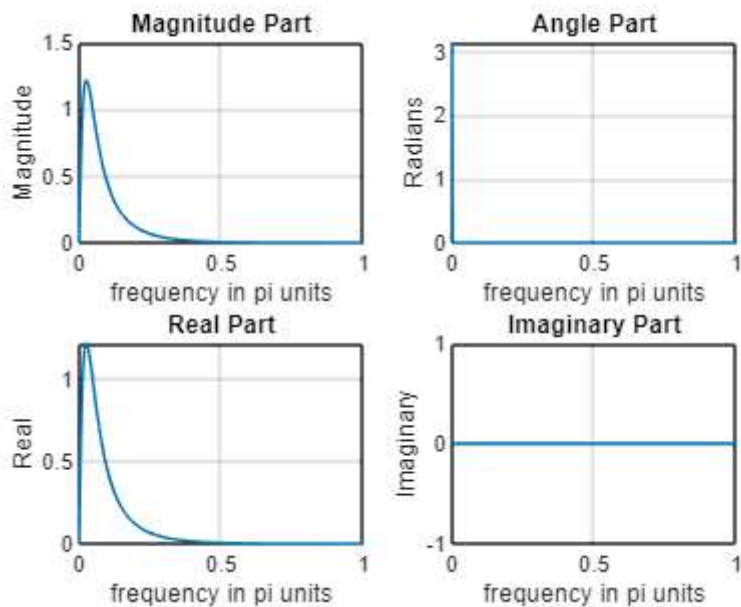 Magnitude Part
1.5
1
0.5
0
Magnitude
0 0.5 1
frequency in pi units
Angle Part
3
2
1
0
Radians
0 0.5 1
frequency in pi units
Real Part
1
0.5
0
Real
0 0.5 1
frequency in pi units
Imaginary Part
1
0
-1
Imaginary
0 0.5 1
frequency in pi units